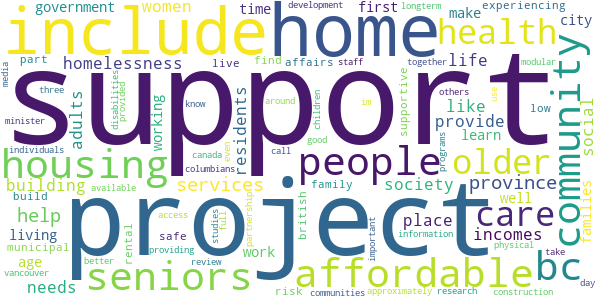 government women time first development longterm
include home make experiencing
part homelessness live find affairs staff together city
media three adults disabilities provided working know residents around children like supportive others modular
support health life
minister columbians canada even call im good provide learn use low programs community social
individuals
housing people older
building available services family society province families
build help partnership british place well care
project incomes bc
living safe access studies full important information physical
municipal rental providing work take
age seniors affordable
needs vancouver better review risk communities approximately research construction day